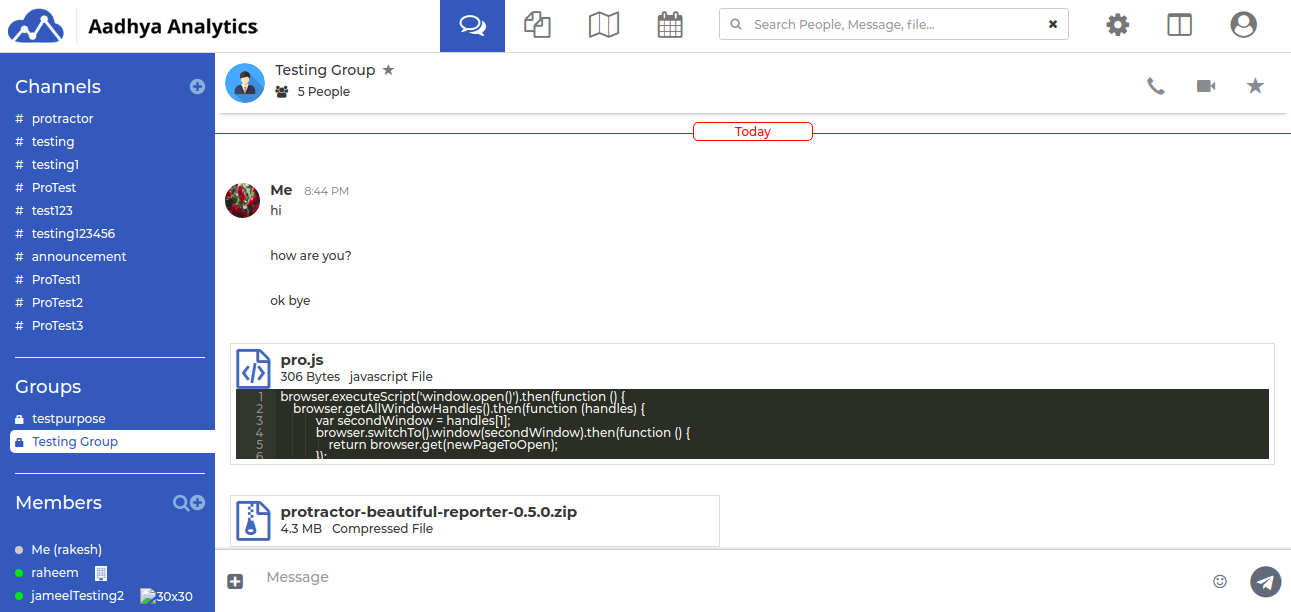 Aadhya Analytics
Search People, Message, file...
Channels
# protractor
# testing
# testing1
# ProTest
# test123
# testing123456
# announcement
# ProTest1
# ProTest2
# ProTest3
Groups
testpurpose
Testing Group
Members
Me (rakesh)
raheem
jameelTesting2 30x30
Testing Group
5 People
Today
Me 8:44 PM
hi
how are you?
ok bye
pro.js
306 Bytes javascript File
1 browser.executeScript('window.open()').then(function () {
2 browser.getAllWindowHandles().then(function (handles) {
3 var secondWindow = handles[1];
4 browser.switchTo().window(secondWindow).then(function () {
5 return browser.get(newPageToOpen);
6 });
protractor-beautiful-reporter-0.5.0.zip
4.3 MB Compressed File
Message